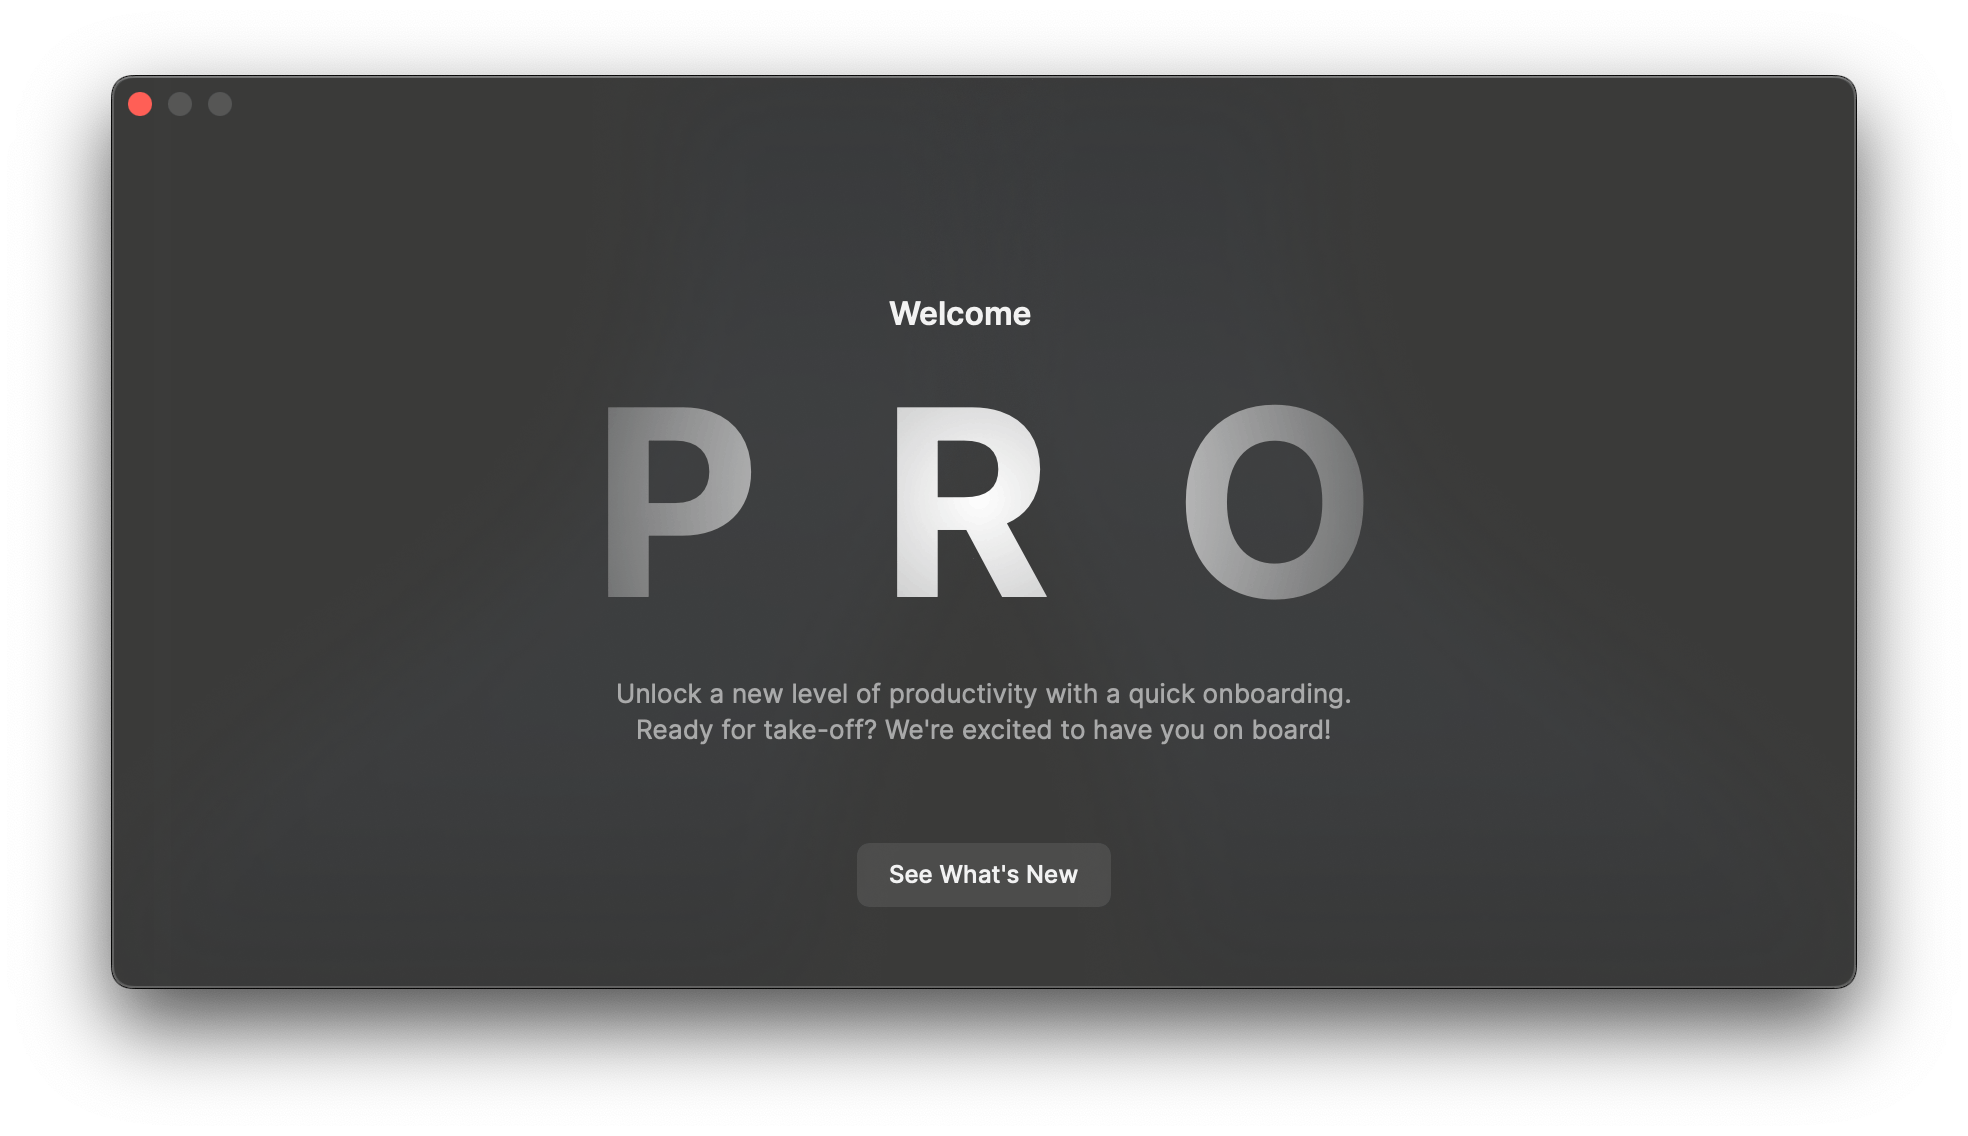 Welcome
P R O
Unlock a new level of productivity with a quick onboarding.
Ready for take-off? We're excited to have you on board!
See What's New